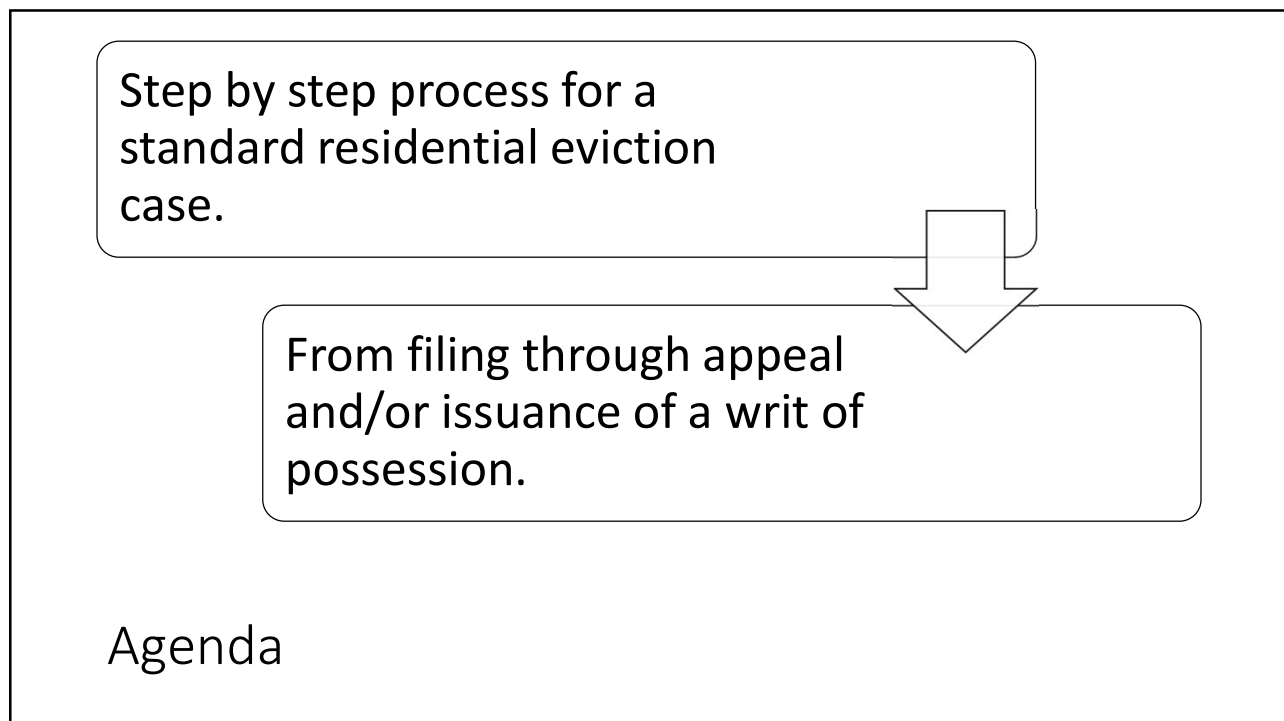 Step by step process for a
standard residential eviction
case.
From filing through appeal
and/or issuance of a writ of
possession.
Agenda